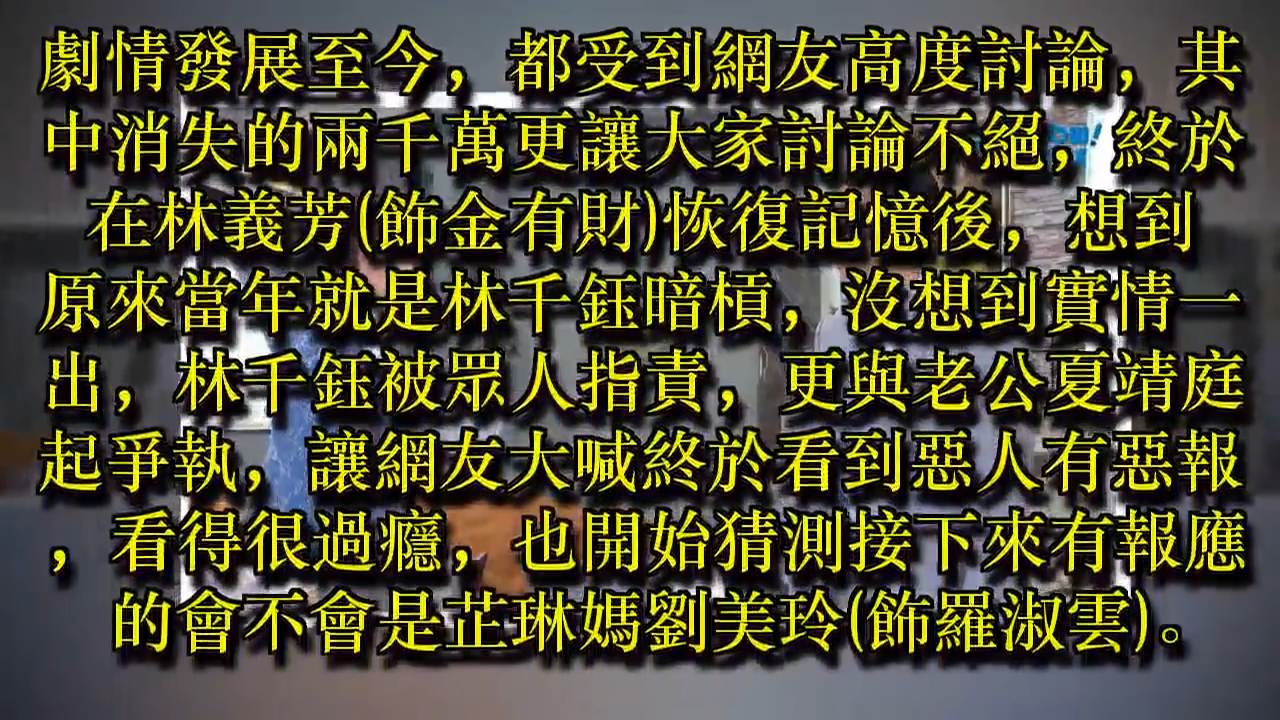 劇情發展至今，都受到網友高度討論，其
中消失的兩千萬更讓大家討論不絕，終於
在林義芳(飾金有財)恢復記憶後，想到
原來當年就是林千鈺暗槓，沒想到實情一
出，林千鈺被眾人指責，更與老公夏靖庭
起爭執，讓網友大喊終於看到惡人有惡報
，看得很過癮，也開始猜測接下來有報應
的會不會是芷琳媽劉美玲(飾羅淑雲)。